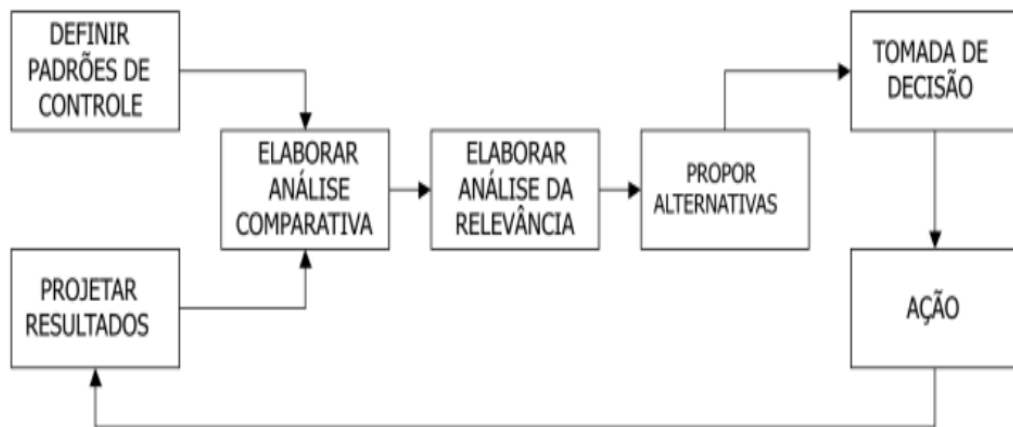 DEFINIR
PADRÕES DE
CONTROLE
TOMADA DE
DECISÃO
ELABORAR
ANÁLISE
COMPARATIVA
ELABORAR
ANÁLISE DA
RELEVÂNCIA
PROPOR
ALTERNATIVAS
PROJETAR
RESULTADOS
AÇÃO